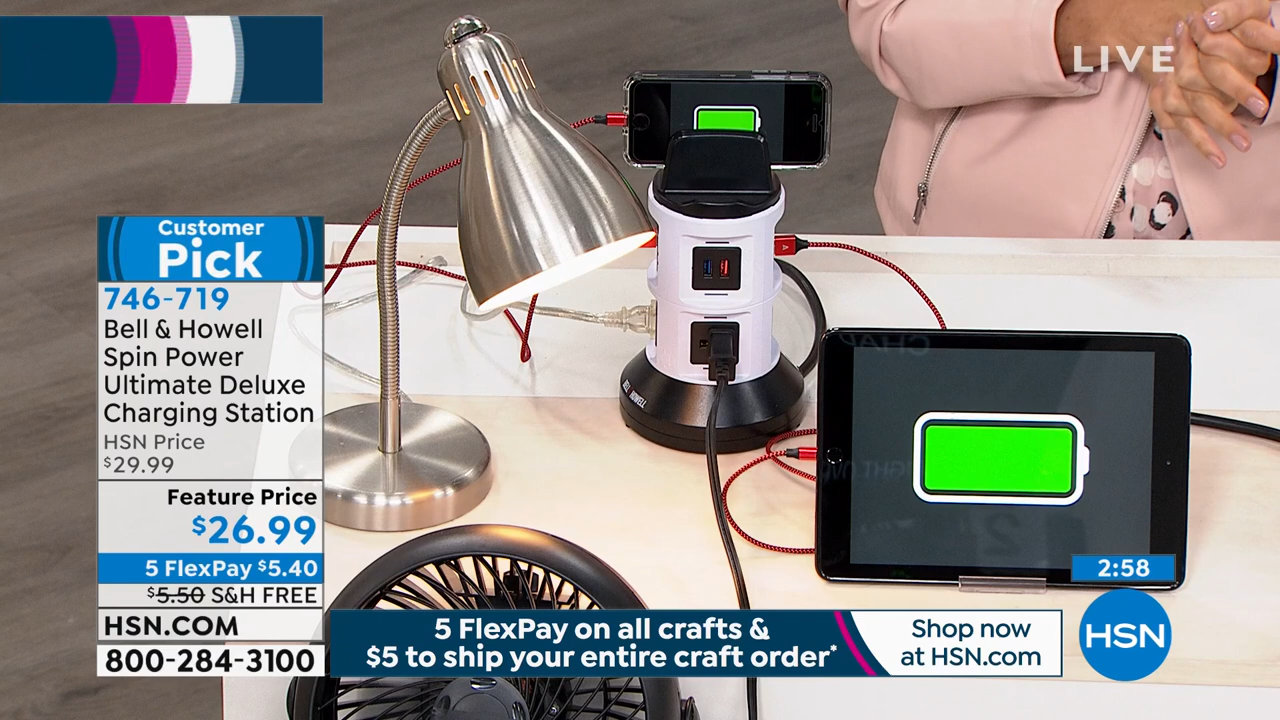 LIVE
Customer
Pick
746-719
Bell & Howell
Spin Power
Ultimate Deluxe
Charging Station
HSN Price
$29.99
Feature Price
$26.99
5 FlexPay $5.40
$5.50 S&H FREE
HSN.COM
800-284-3100
BELL HOWELL
2:58
5 FlexPay on all crafts &
$5 to ship your entire craft order*
Shop now
at HSN.com
HSN